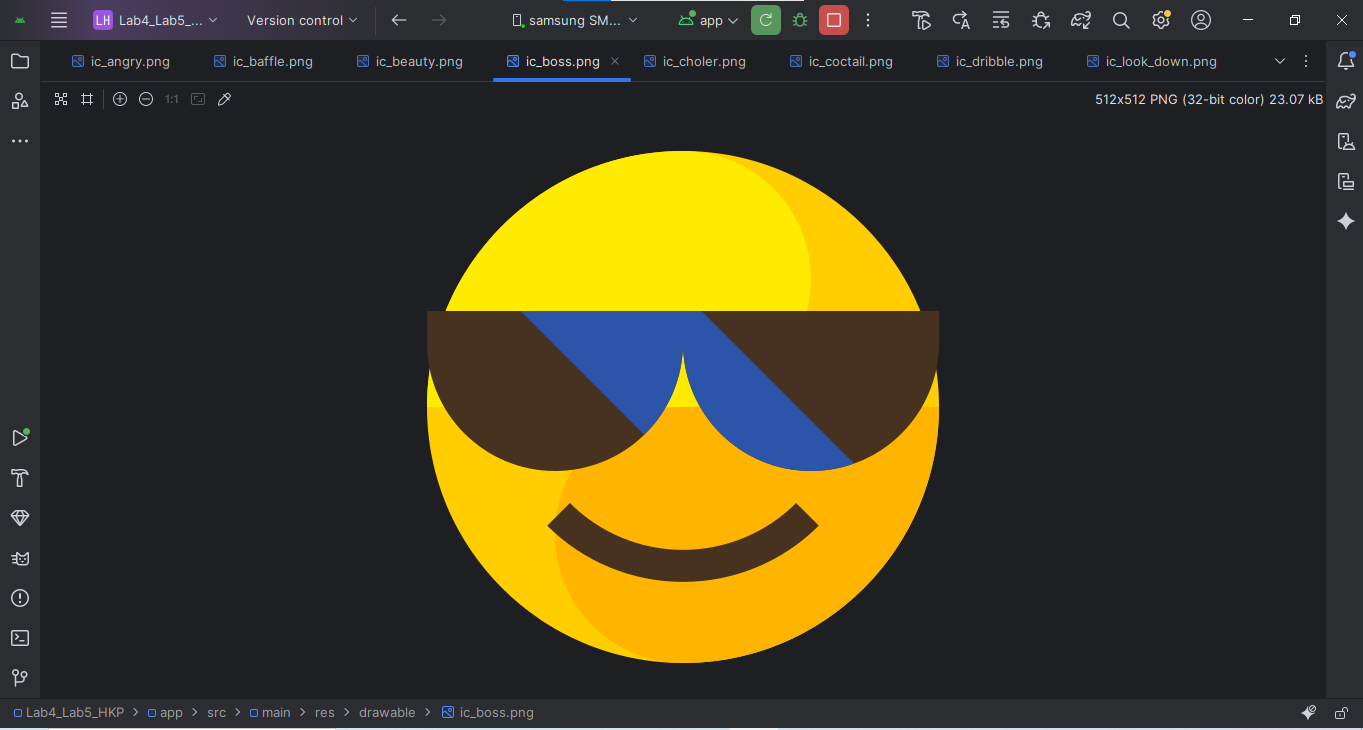 LH Lab4_Lab5_... Version control samsung SM... app
ic_angry.png ic_baffle.png ic_beauty.png ic_boss.png ic_choler.png ic_coctail.png ic_dribble.png ic_look_down.png
1:1 512x512 PNG (32-bit color) 23.07 kB
Lab4_Lab5_HKP > app > src > main > res > drawable > ic_boss.png